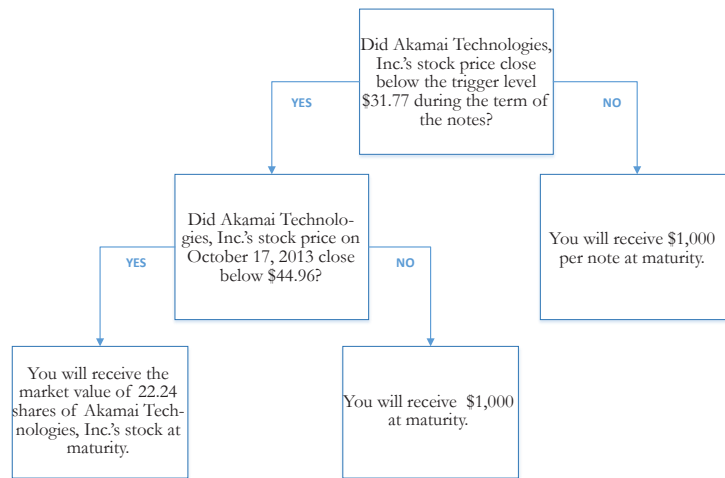 Did Akamai Technologies,
Inc.'s stock price close
below the trigger level
$31.77 during the term of
the notes?
YES
NO
Did Akamai Technolo-
gies, Inc.'s stock price on
October 17, 2013 close
below $44.96?
You will receive $1,000
per note at maturity.
YES
NO
You will receive the
market value of 22.24
shares of Akamai Tech-
nologies, Inc.'s stock at
maturity.
You will receive $1,000
at maturity.